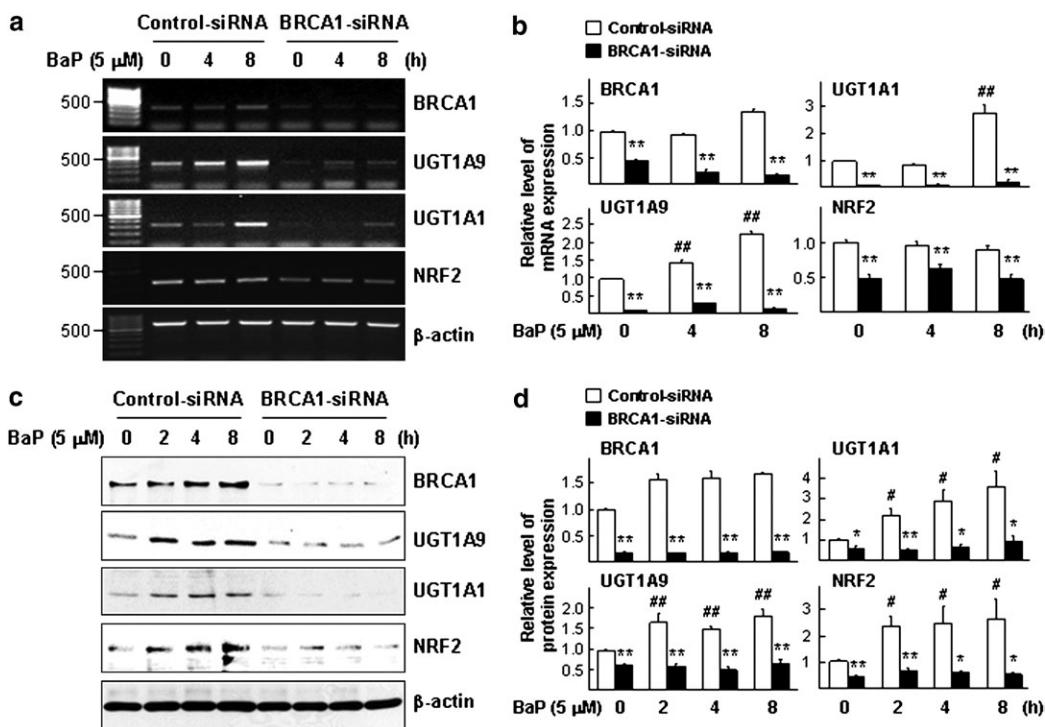 a
Control-siRNA BRCA1-siRNA
BaP (5 µM) 0 4 8 0 4 8 (h)
500 BRCA1
500 UGT1A9
500 UGT1A1
500 NRF2
500 β-actin
b
Control-siRNA
BRCA1-siRNA
Relative level of
mRNA expression
BRCA1
1.5
1.0
0.5
** ** **
UGT1A1
3
2
1
##
** ** **
UGT1A9
2.5
2.0
1.5
1.0
0.5
## ##
** ** **
NRF2
1.0
0.5
** ** **
BaP (5 µM) 0 4 8 0 4 8 (h)
c
Control-siRNA BRCA1-siRNA
BaP (5 µM) 0 2 4 8 0 2 4 8 (h)
BRCA1
UGT1A9
UGT1A1
NRF2
β-actin
d
Control-siRNA
BRCA1-siRNA
Relative level of
protein expression
BRCA1
1.5
1.0
0.5
** ** ** **
UGT1A1
4
3
2
1
# # #
* ** * *
UGT1A9
2.0
1.5
1.0
0.5
## ## ##
** ** ** **
NRF2
3
2
1
# # #
** ** * *
BaP (5 µM) 0 2 4 8 0 2 4 8 (h)